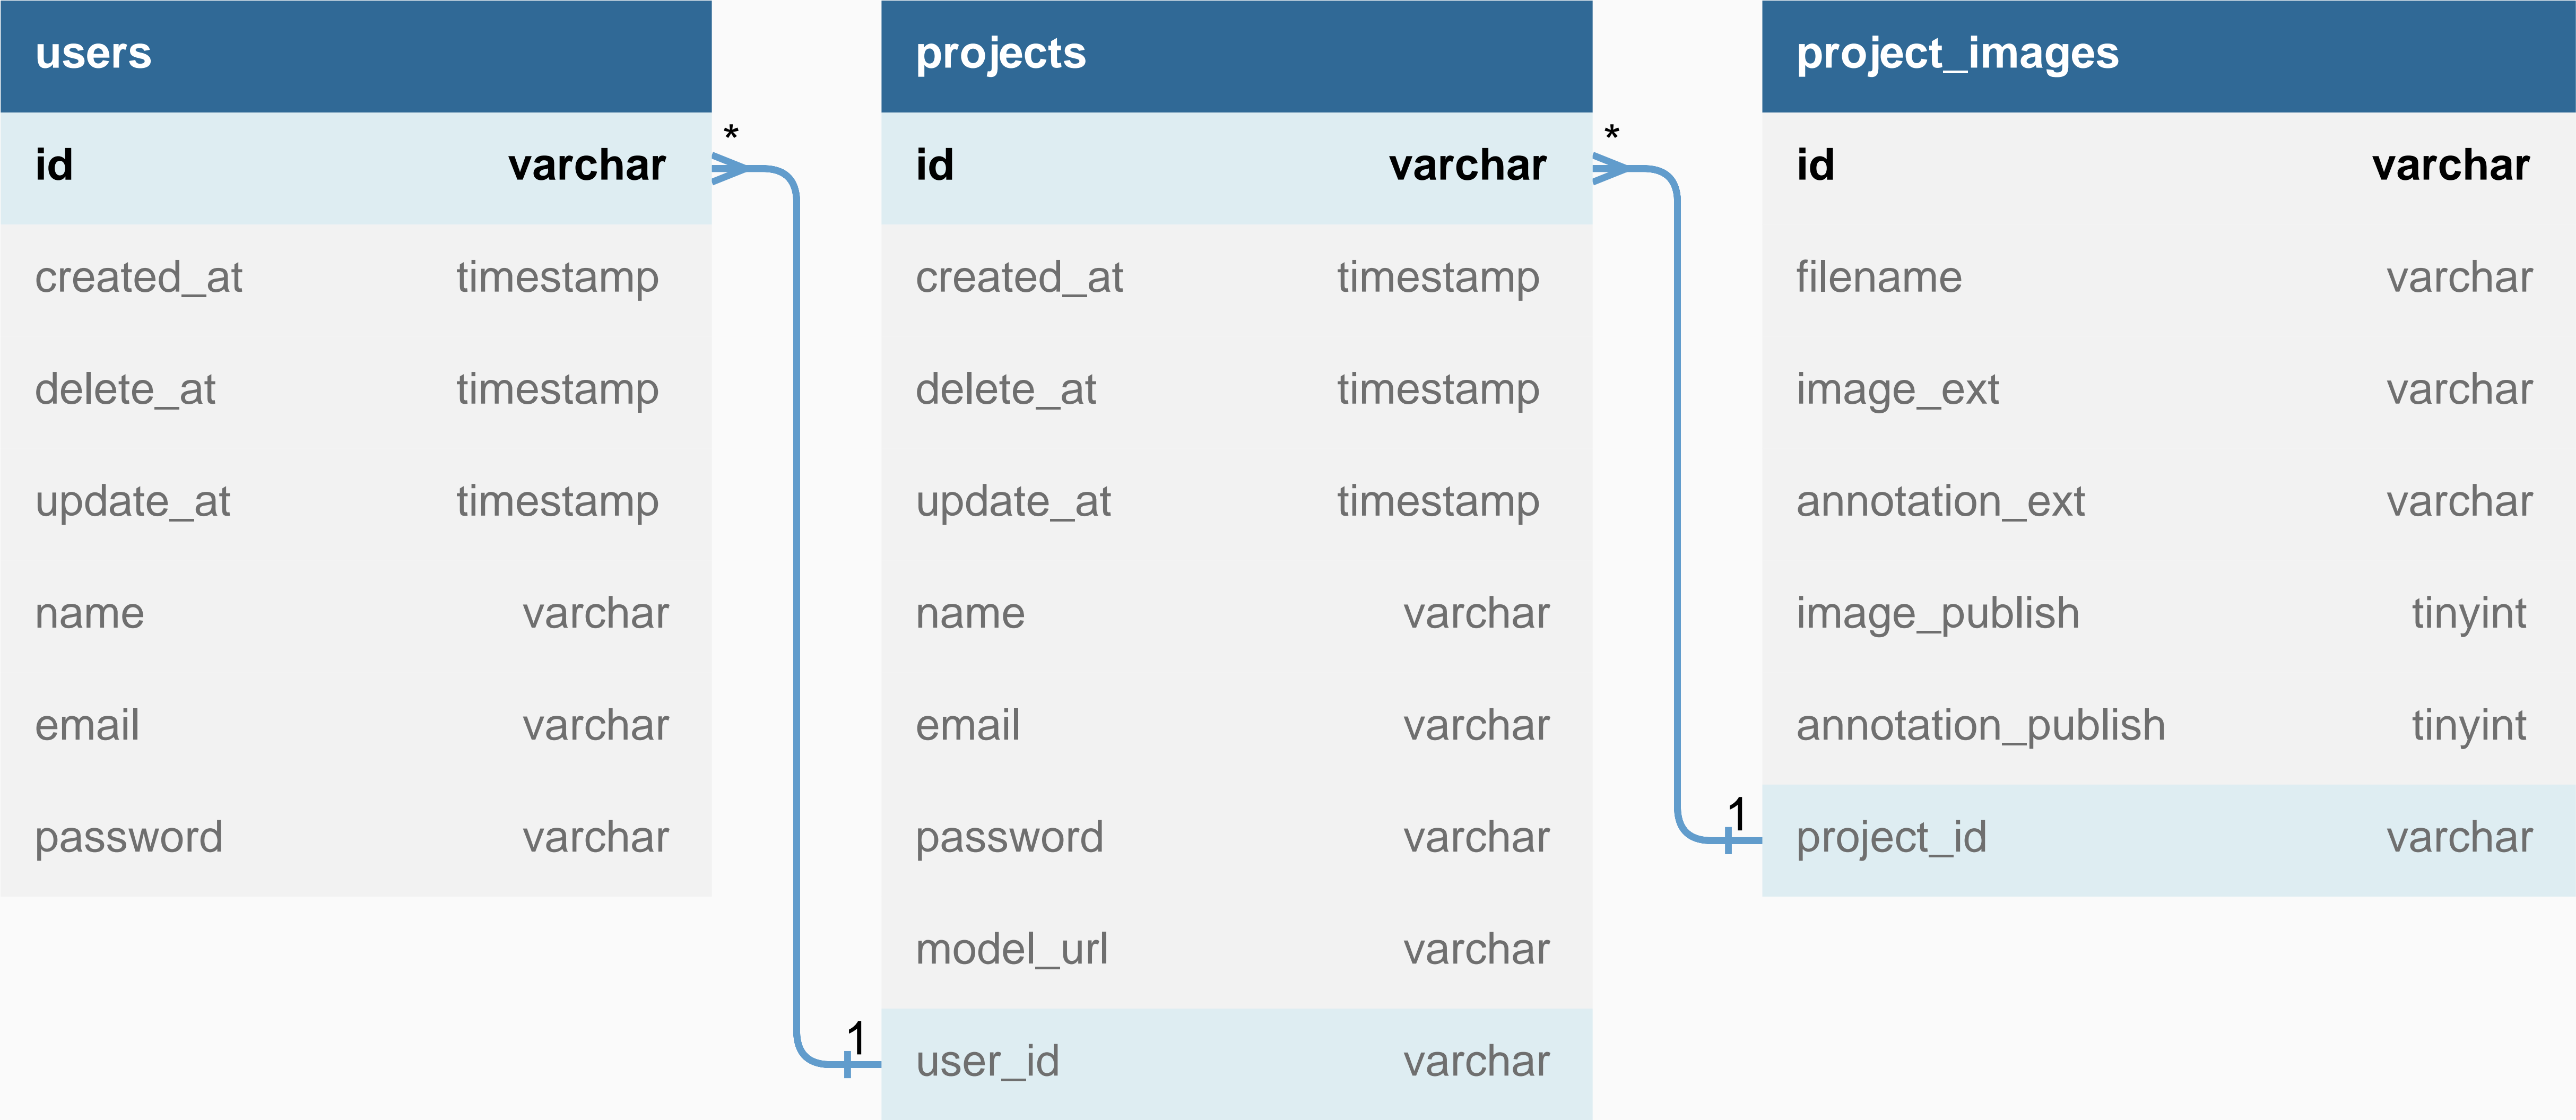 users
id varchar
created_at timestamp
delete_at timestamp
update_at timestamp
name varchar
email varchar
password varchar
*
1
projects
id varchar
created_at timestamp
delete_at timestamp
update_at timestamp
name varchar
email varchar
password varchar
model_url varchar
user_id varchar
*
1
project_images
id varchar
filename varchar
image_ext varchar
annotation_ext varchar
image_publish tinyint
annotation_publish tinyint
project_id varchar